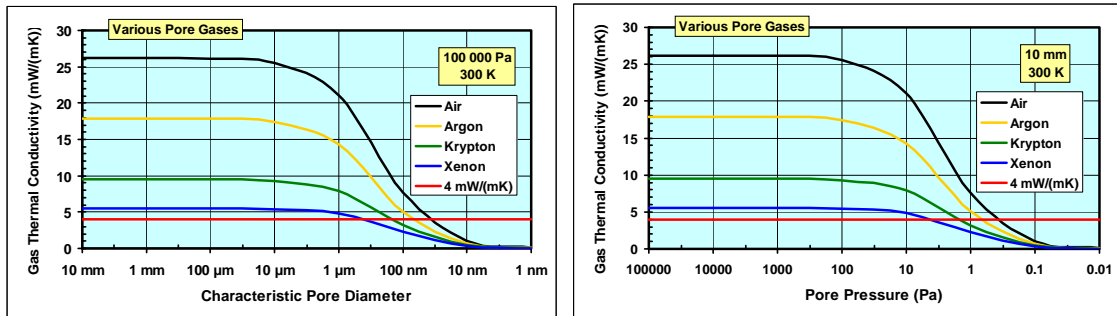 Various Pore Gases
100 000 Pa
300 K
Air
Argon
Krypton
Xenon
4 mW/(mK)
Gas Thermal Conductivity (mW/(mK))
30
25
20
15
10
5
0
10 mm
1 mm
100 µm
10 µm
1 µm
100 nm
10 nm
1 nm
Characteristic Pore Diameter
Various Pore Gases
10 mm
300 K
Air
Argon
Krypton
Xenon
4 mW/(mK)
Gas Thermal Conductivity (mW/(mK))
30
25
20
15
10
5
0
100000
10000
1000
100
10
1
0.1
0.01
Pore Pressure (Pa)